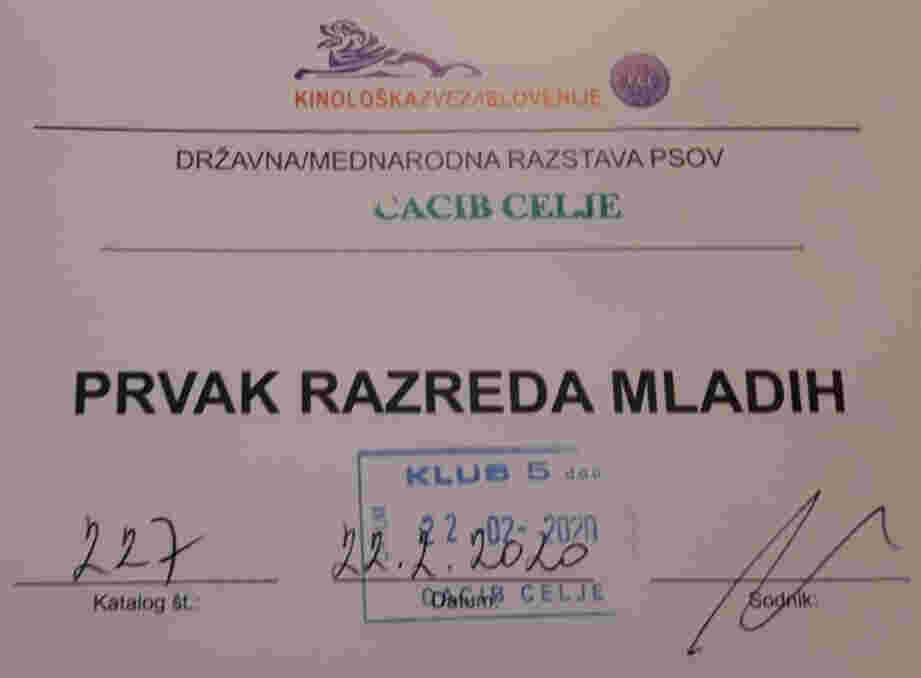 KINOLOŠKA ZVEZA SLOVENIJE
DRŽAVNA/MEDNARODNA RAZSTAVA PSOV
CACIB CELJE
PRVAK RAZREDA MLADIH
KLUB 5 d.o.o.
22 -02- 2020
227
22.2.2020
CACIB CELJE
Katalog št.:
Datum:
Sodnik: